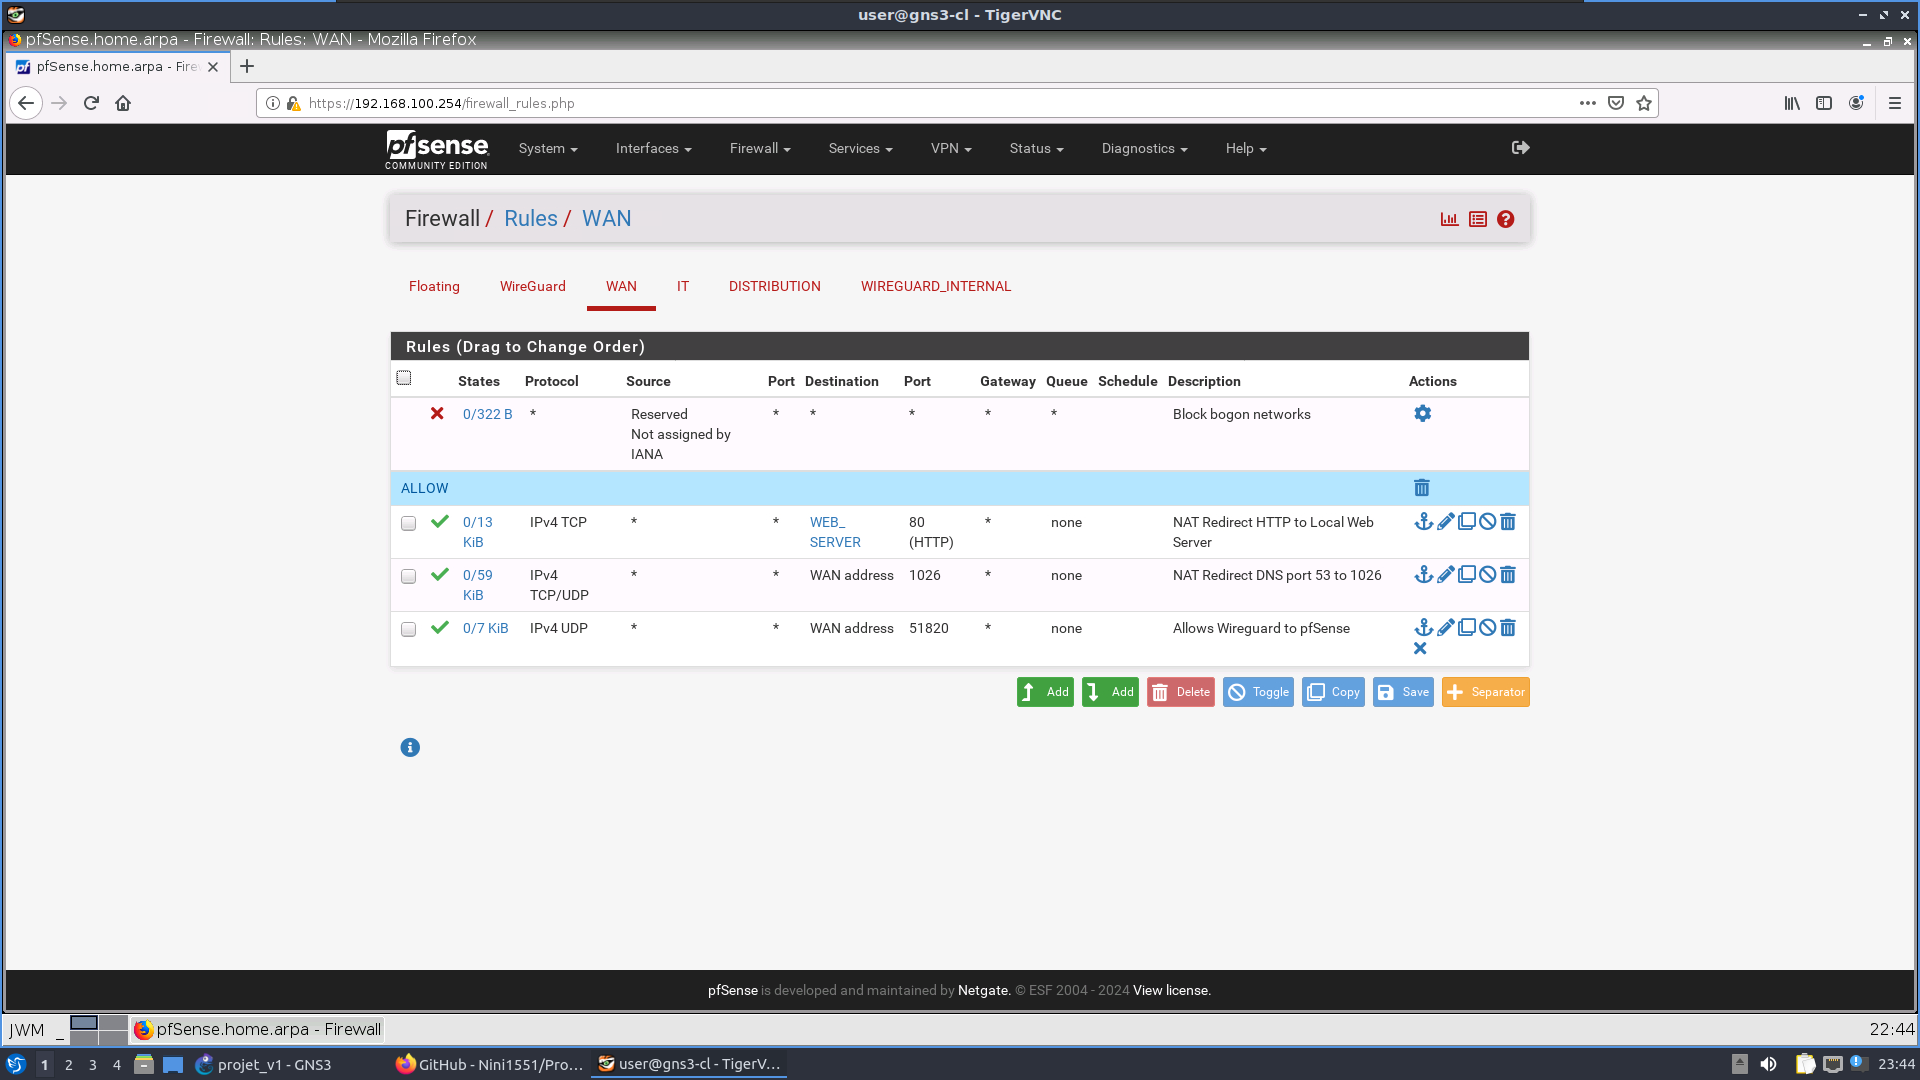 user@gns3-cl - TigerVNC
pfSense.home.arpa - Firewall: Rules: WAN - Mozilla Firefox
pfSense.home.arpa - Fire
https://192.168.100.254/firewall_rules.php
pfsense
COMMUNITY EDITION
System Interfaces Firewall Services VPN Status Diagnostics Help
Firewall / Rules / WAN
Floating WireGuard WAN IT DISTRIBUTION WIREGUARD_INTERNAL
Rules (Drag to Change Order)
States Protocol Source Port Destination Port Gateway Queue Schedule Description Actions
0/322 B * Reserved * * * * * Block bogon networks
Not assigned by
IANA
ALLOW
0/13 IPv4 TCP * * WEB_ 80 * none NAT Redirect HTTP to Local Web
KiB SERVER (HTTP) Server
0/59 IPv4 * * WAN address 1026 * none NAT Redirect DNS port 53 to 1026
KiB TCP/UDP
0/7 KiB IPv4 UDP * * WAN address 51820 * none Allows Wireguard to pfSense
Add Add Delete Toggle Copy Save Separator
pfSense is developed and maintained by Netgate. © ESF 2004 - 2024 View license.
JWM _ pfSense.home.arpa - Firewall 22:44
1 2 3 4 projet_v1 - GNS3 GitHub - Nini1551/Pro... user@gns3-cl - TigerV... 23:44